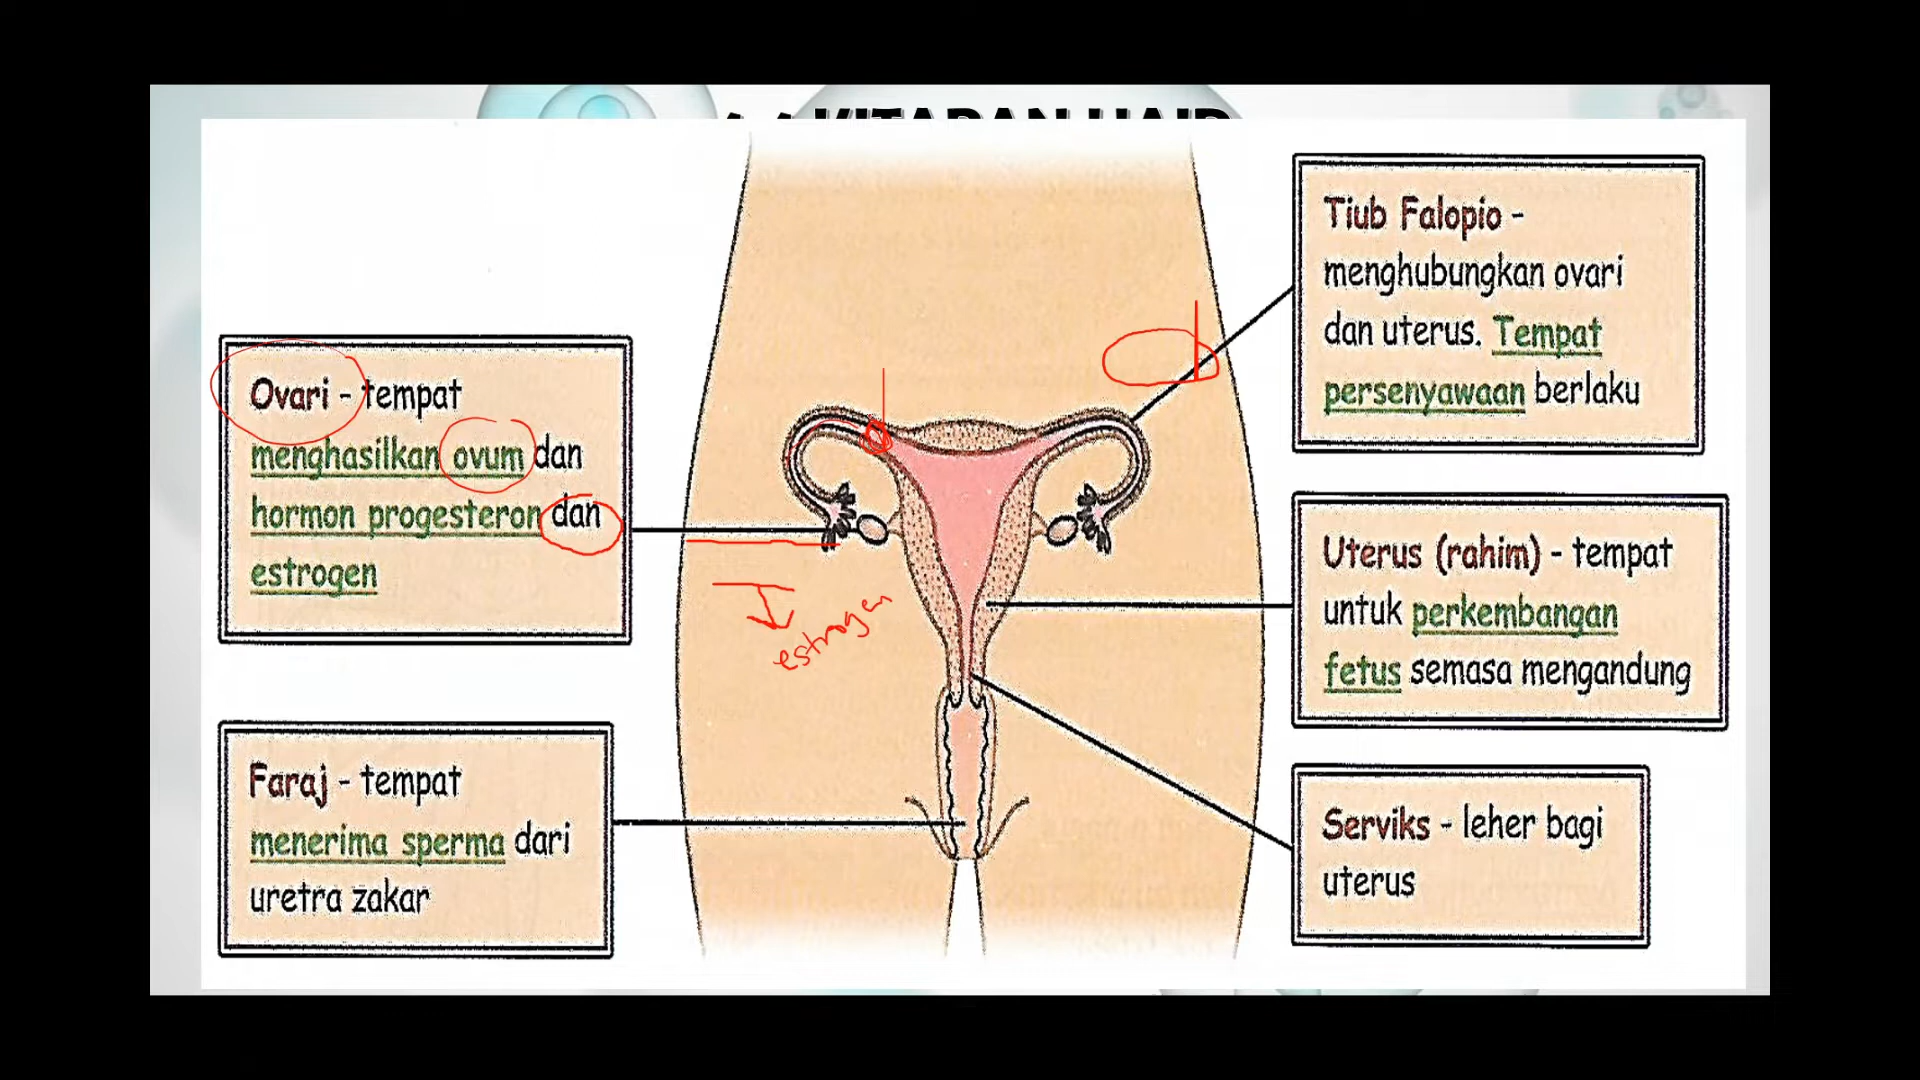 KITARAN HAID
Ovari - tempat
menghasilkan ovum dan
hormon progesteron dan
estrogen
Faraj - tempat
menerima sperma dari
uretra zakar
estrogen
Tiub Falopio -
menghubungkan ovari
dan uterus. Tempat
persenyawaan berlaku
Uterus (rahim) - tempat
untuk perkembangan
fetus semasa mengandung
Serviks - leher bagi
uterus